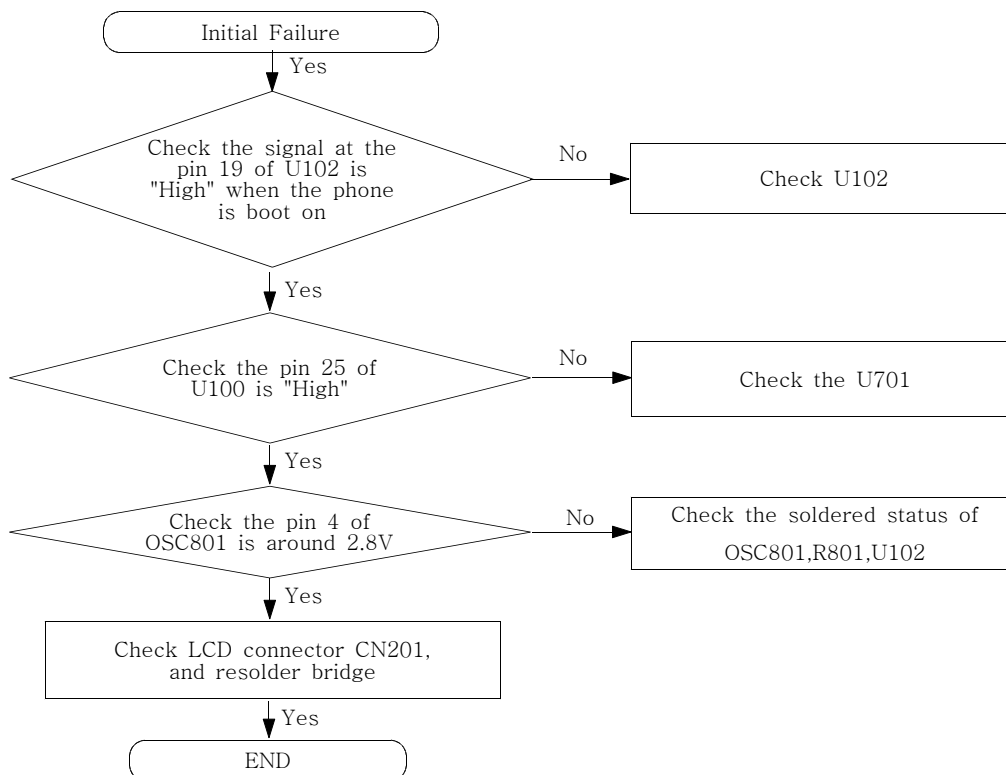 Initial Failure
Yes
Check the signal at the
pin 19 of U102 is
"High" when the phone
is boot on
No
Check U102
Yes
Check the pin 25 of
U100 is "High"
No
Check the U701
Yes
Check the pin 4 of
OSC801 is around 2.8V
No
Check the soldered status of
OSC801,R801,U102
Yes
Check LCD connector CN201,
and resolder bridge
Yes
END